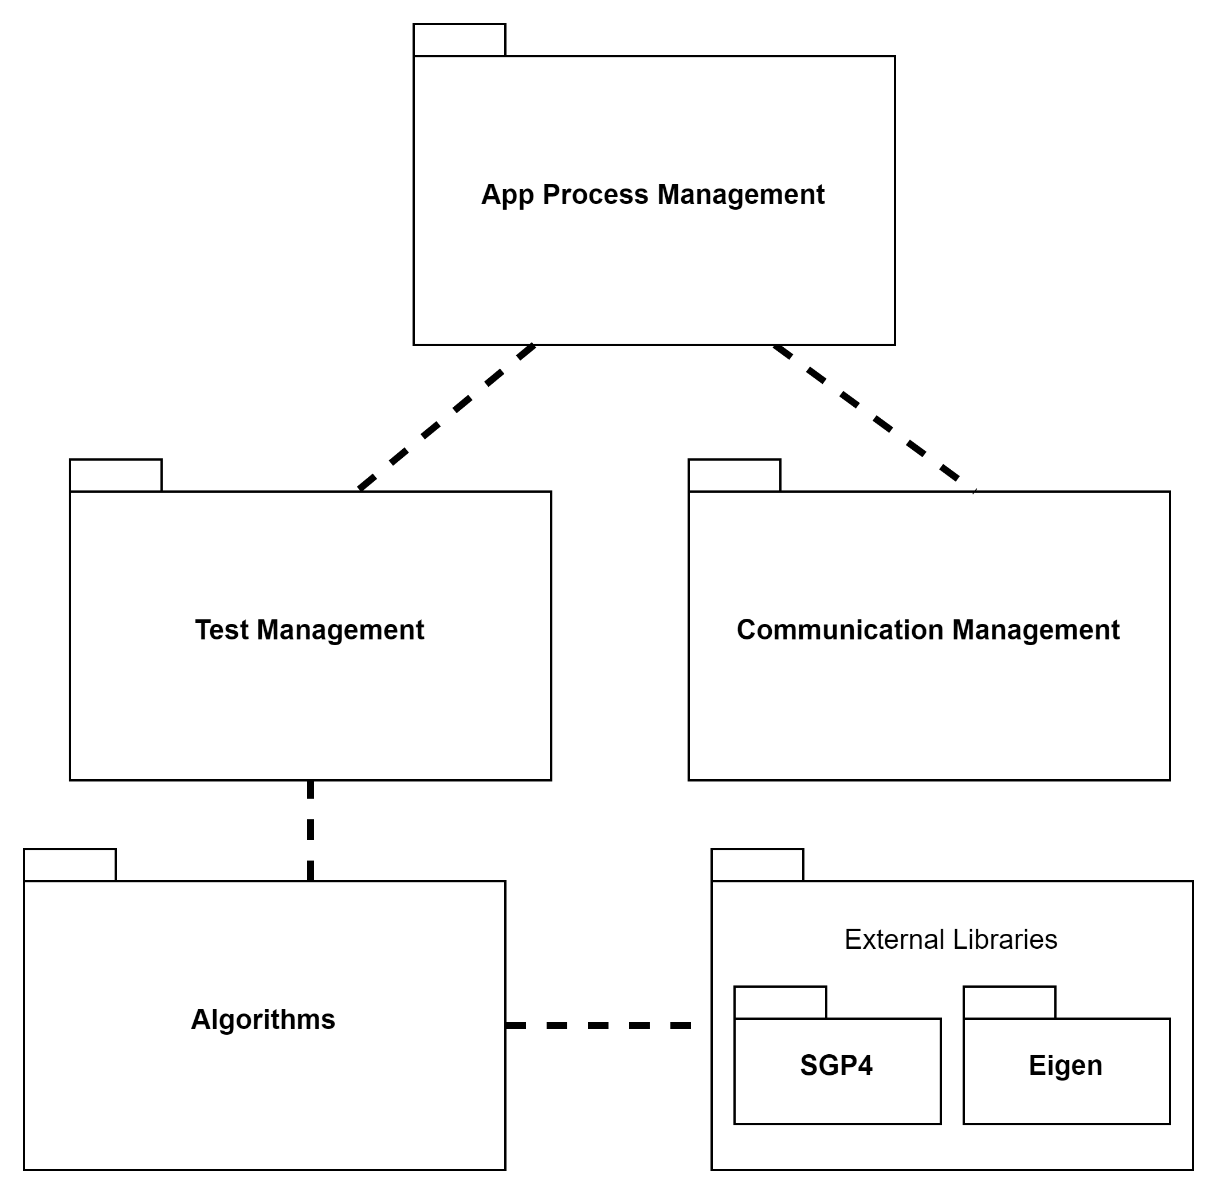 App Process Management
Test Management
Communication Management
Algorithms
External Libraries
SGP4
Eigen